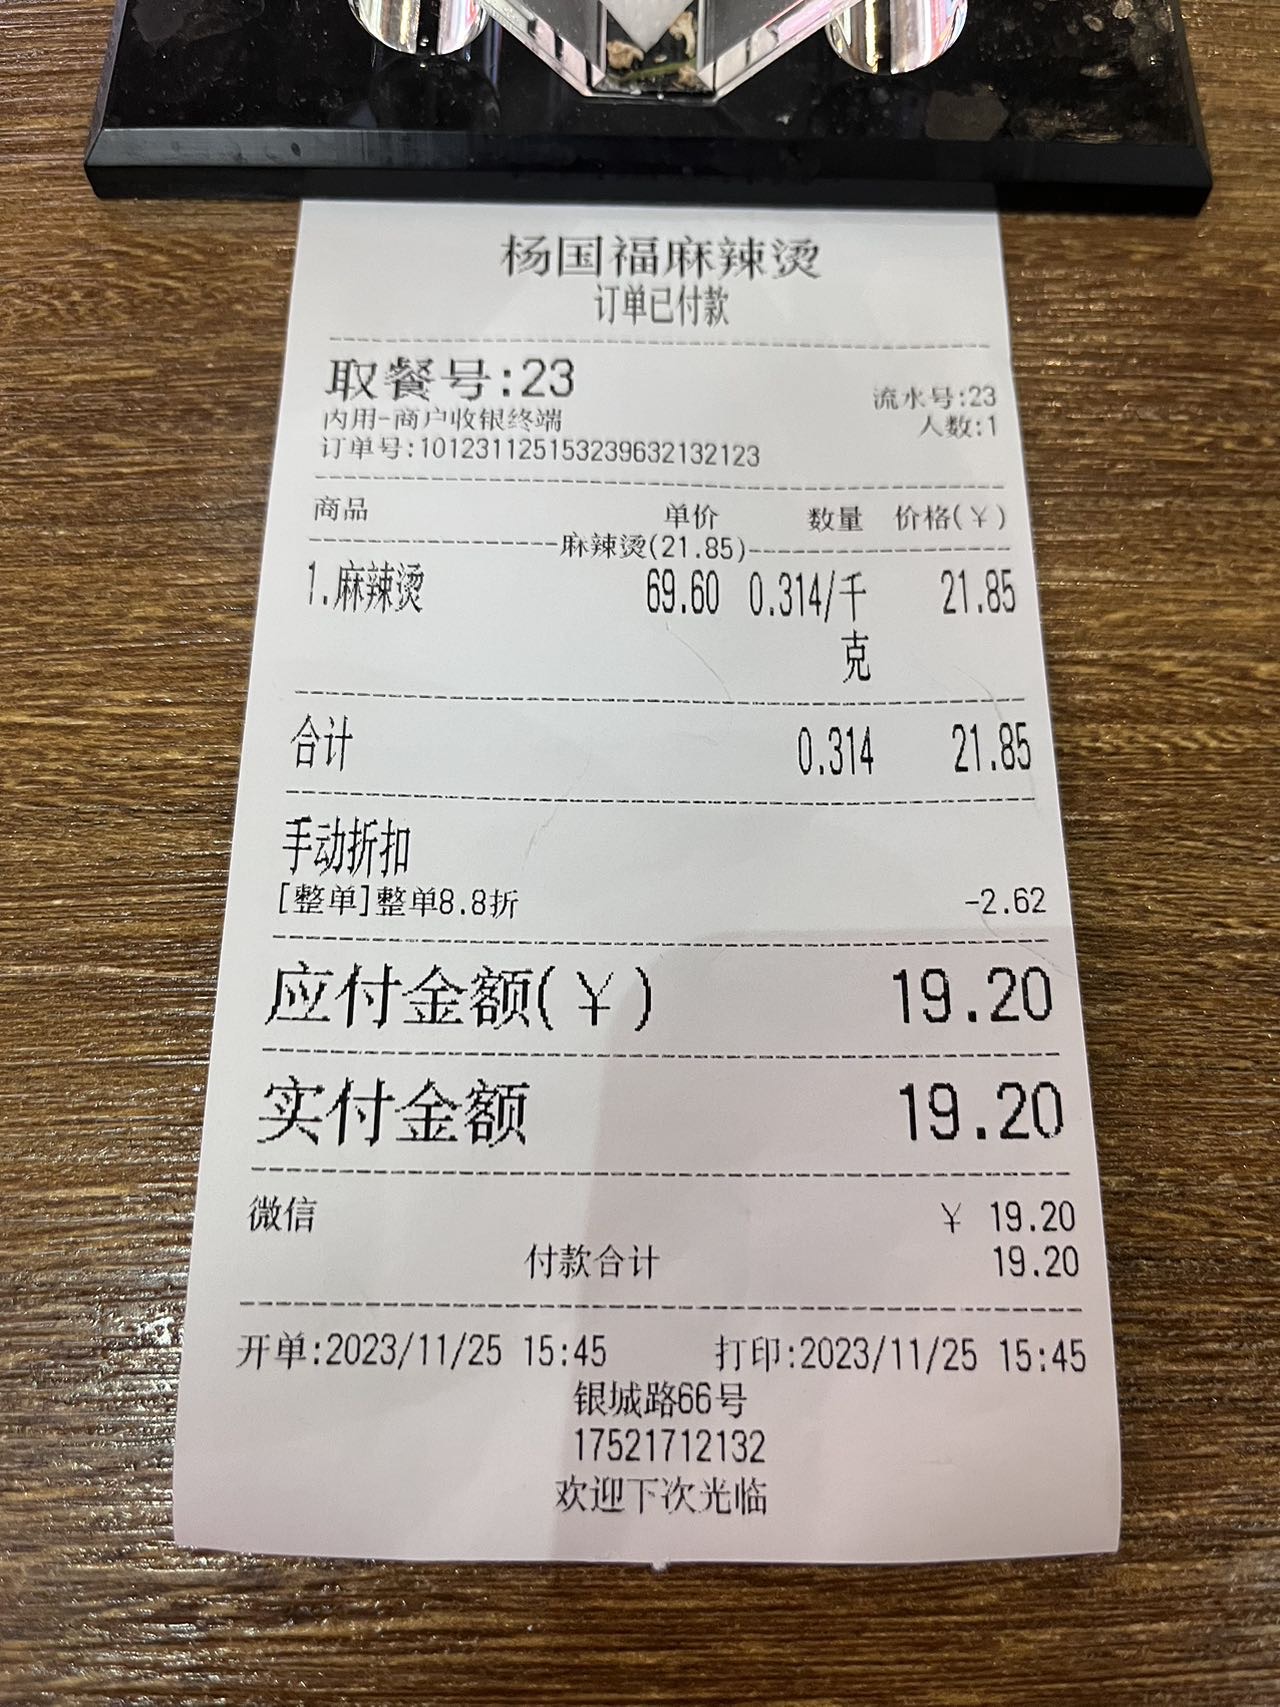 杨国福麻辣烫
订单已付款
取餐号:23
流水号:23
内用-商户收银终端
人数:1
订单号:101231125153239632132123
商品 单价 数量 价格(¥)
麻辣烫(21.85)
1.麻辣烫 69.60 0.314/千克 21.85
合计 0.314 21.85
手动折扣
[整单]整单8.8折 -2.62
应付金额(¥) 19.20
实付金额 19.20
微信 ¥ 19.20
付款合计 19.20
开单:2023/11/25 15:45 打印:2023/11/25 15:45
银城路66号
17521712132
欢迎下次光临